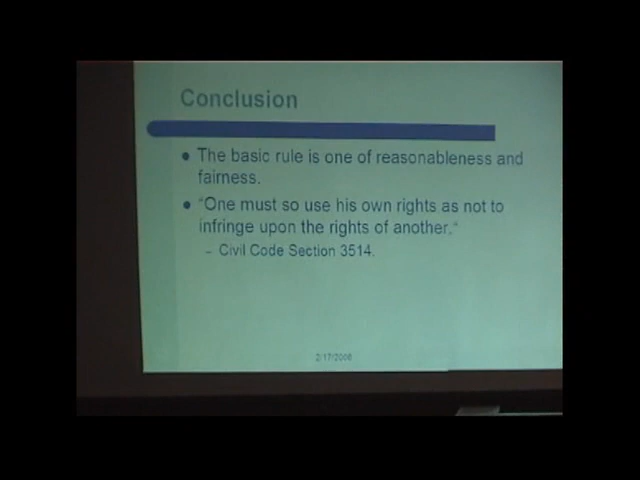 Conclusion
• The basic rule is one of reasonableness and
fairness.
• "One must so use his own rights as not to
infringe upon the rights of another."
– Civil Code Section 3514.
2/17/2006